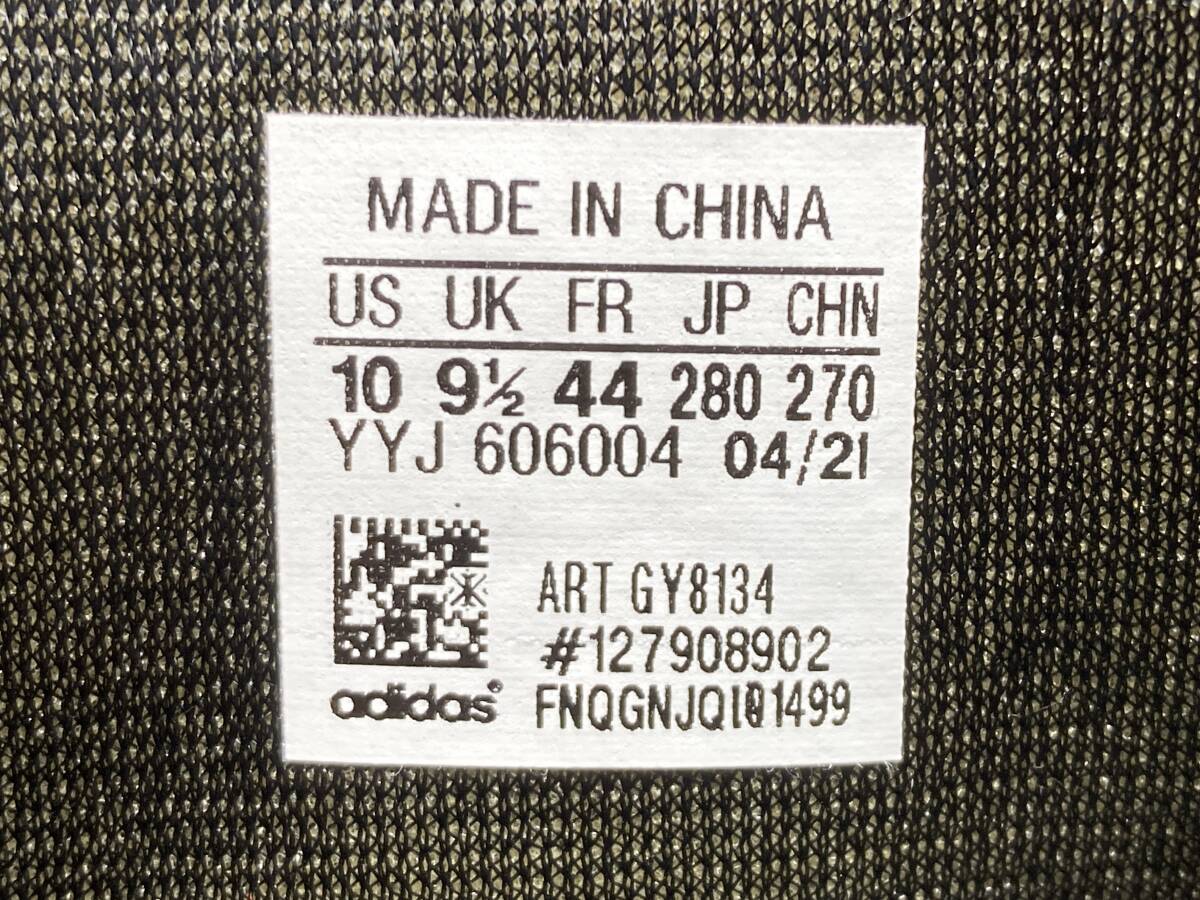 MADE IN CHINA
US UK FR JP CHN
10 9½ 44 280 270
YYJ 606004 04/21
ART GY8134
#127908902
adidas®